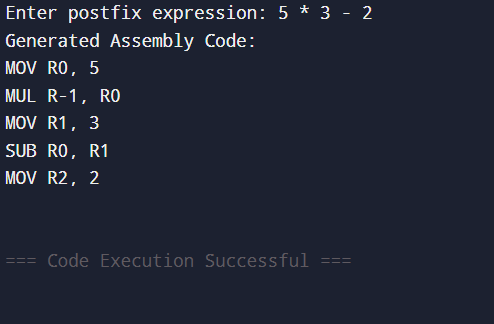 Enter postfix expression: 5 * 3 - 2
Generated Assembly Code:
MOV R0, 5
MUL R-1, R0
MOV R1, 3
SUB R0, R1
MOV R2, 2
=== Code Execution Successful ===